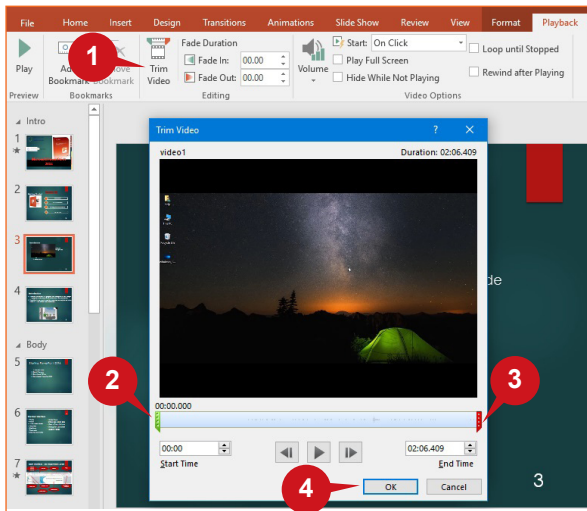 File Home Insert Design Transitions Animations Slide Show Review View Format Playback
Play
Preview
Bookmark Bookmark
Bookmarks
1
Trim
Video
Fade Duration
Fade In: 00.00
Fade Out: 00.00
Editing
Volume
Start: On Click
Play Full Screen
Hide While Not Playing
Loop until Stopped
Rewind after Playing
Video Options
Intro
1
2
3
4
Body
5
6
7
Trim Video ? ×
video1 Duration: 02:06.409
2
3
00:00.000
00:00
Start Time
02:06.409
End Time
4
OK Cancel
de
3